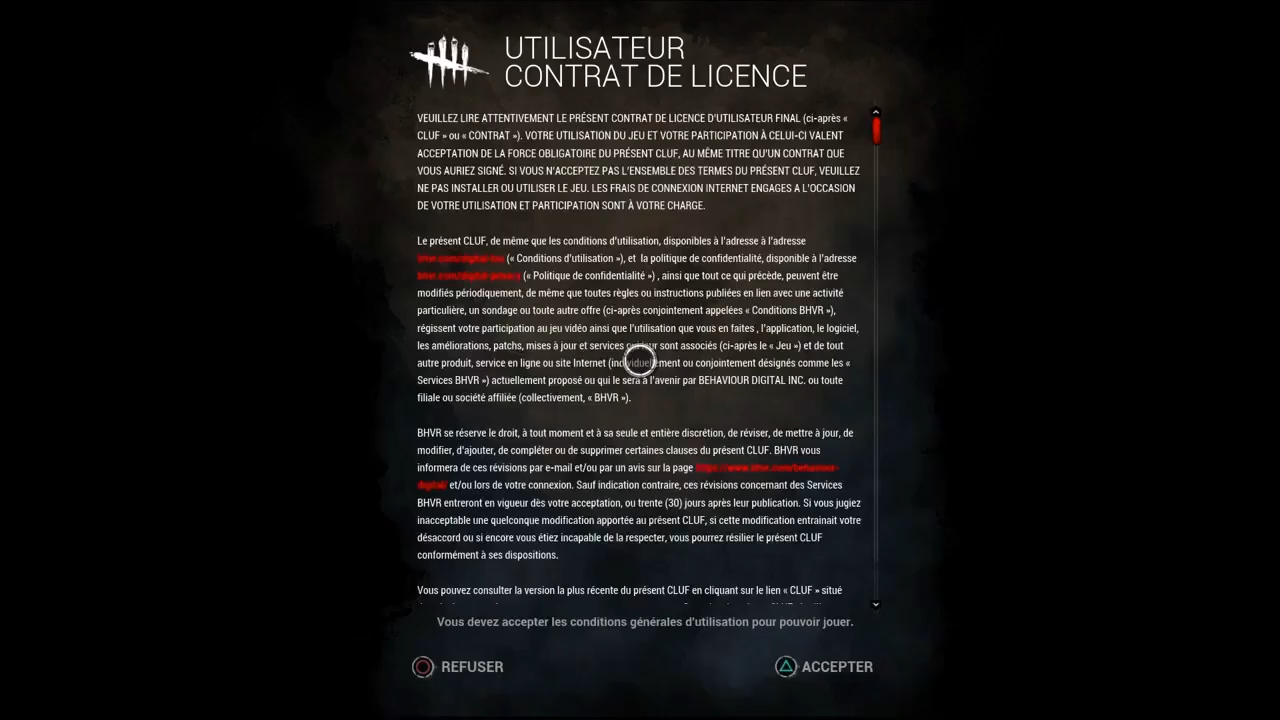 UTILISATEUR
CONTRAT DE LICENCE
VEUILLEZ LIRE ATTENTIVEMENT LE PRÉSENT CONTRAT DE LICENCE D'UTILISATEUR FINAL (ci-après «
CLUF » ou « CONTRAT »). VOTRE UTILISATION DU JEU ET VOTRE PARTICIPATION À CELUI-CI VALENT
ACCEPTATION DE LA FORCE OBLIGATOIRE DU PRÉSENT CLUF, AU MÊME TITRE QU'UN CONTRAT QUE
VOUS AURIEZ SIGNÉ. SI VOUS N'ACCEPTEZ PAS L'ENSEMBLE DES TERMES DU PRÉSENT CLUF, VEUILLEZ
NE PAS INSTALLER OU UTILISER LE JEU. LES FRAIS DE CONNEXION INTERNET ENGAGES A L'OCCASION
DE VOTRE UTILISATION ET PARTICIPATION SONT À VOTRE CHARGE.
Le présent CLUF, de même que les conditions d'utilisation, disponibles à l'adresse à l'adresse
(« Conditions d'utilisation »), et la politique de confidentialité, disponible à l'adresse
(« Politique de confidentialité ») , ainsi que tout ce qui précède, peuvent être
modifiés périodiquement, de même que toutes règles ou instructions publiées en lien avec une activité
particulière, un sondage ou toute autre offre (ci-après conjointement appelées « Conditions BHVR »),
régissent votre participation au jeu vidéo ainsi que l'utilisation que vous en faites , l'application, le logiciel,
les améliorations, patchs, mises à jour et services qui leur sont associés (ci-après le « Jeu ») et de tout
autre produit, service en ligne ou site Internet (individuellement ou conjointement désignés comme les «
Services BHVR ») actuellement proposé ou qui le sera à l'avenir par BEHAVIOUR DIGITAL INC. ou toute
filiale ou société affiliée (collectivement, « BHVR »).
BHVR se réserve le droit, à tout moment et à sa seule et entière discrétion, de réviser, de mettre à jour, de
modifier, d'ajouter, de compléter ou de supprimer certaines clauses du présent CLUF. BHVR vous
informera de ces révisions par e-mail et/ou par un avis sur la page
et/ou lors de votre connexion. Sauf indication contraire, ces révisions concernant des Services
BHVR entreront en vigueur dès votre acceptation, ou trente (30) jours après leur publication. Si vous jugiez
inacceptable une quelconque modification apportée au présent CLUF, si cette modification entrainait votre
désaccord ou si encore vous étiez incapable de la respecter, vous pourrez résilier le présent CLUF
conformément à ses dispositions.
Vous pouvez consulter la version la plus récente du présent CLUF en cliquant sur le lien « CLUF » situé
Vous devez accepter les conditions générales d'utilisation pour pouvoir jouer.
REFUSER
ACCEPTER